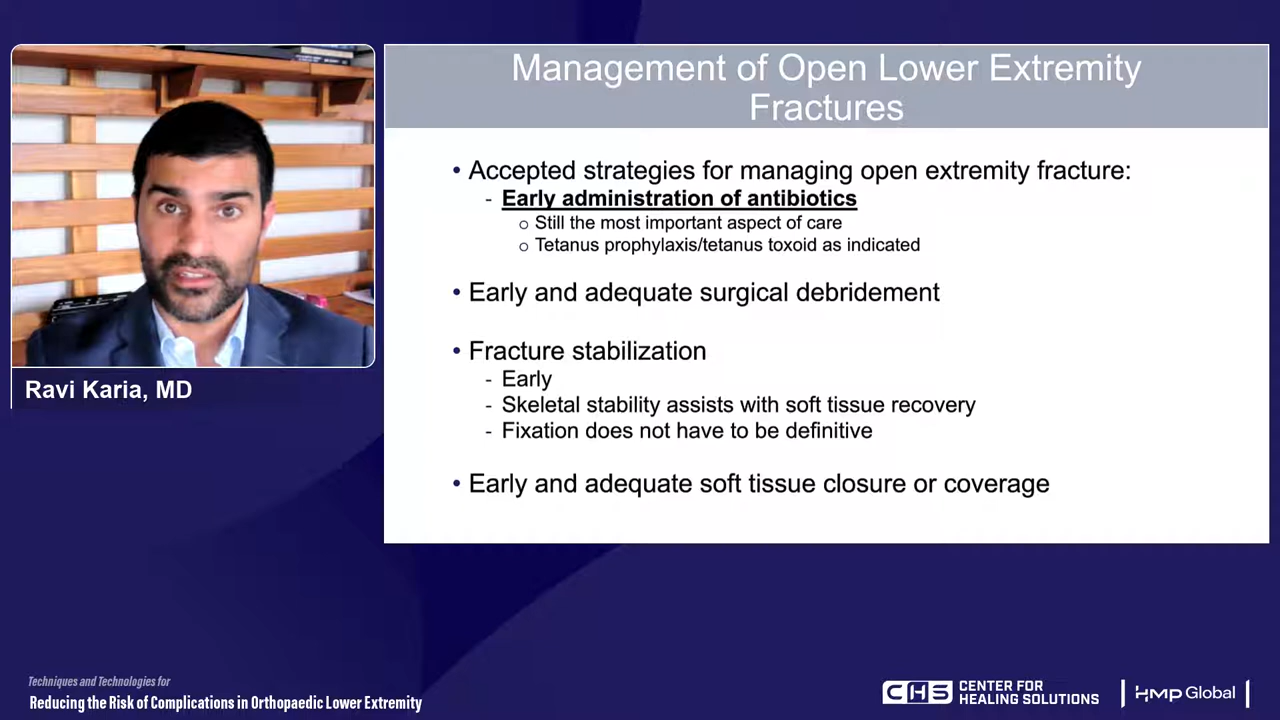 Management of Open Lower Extremity
Fractures
• Accepted strategies for managing open extremity fracture:
- Early administration of antibiotics
o Still the most important aspect of care
o Tetanus prophylaxis/tetanus toxoid as indicated
• Early and adequate surgical debridement
• Fracture stabilization
- Early
- Skeletal stability assists with soft tissue recovery
- Fixation does not have to be definitive
• Early and adequate soft tissue closure or coverage
Ravi Karia, MD
Techniques and Technologies for
Reducing the Risk of Complications in Orthopaedic Lower Extremity
CHS CENTER FOR
HEALING SOLUTIONS
HMP Global